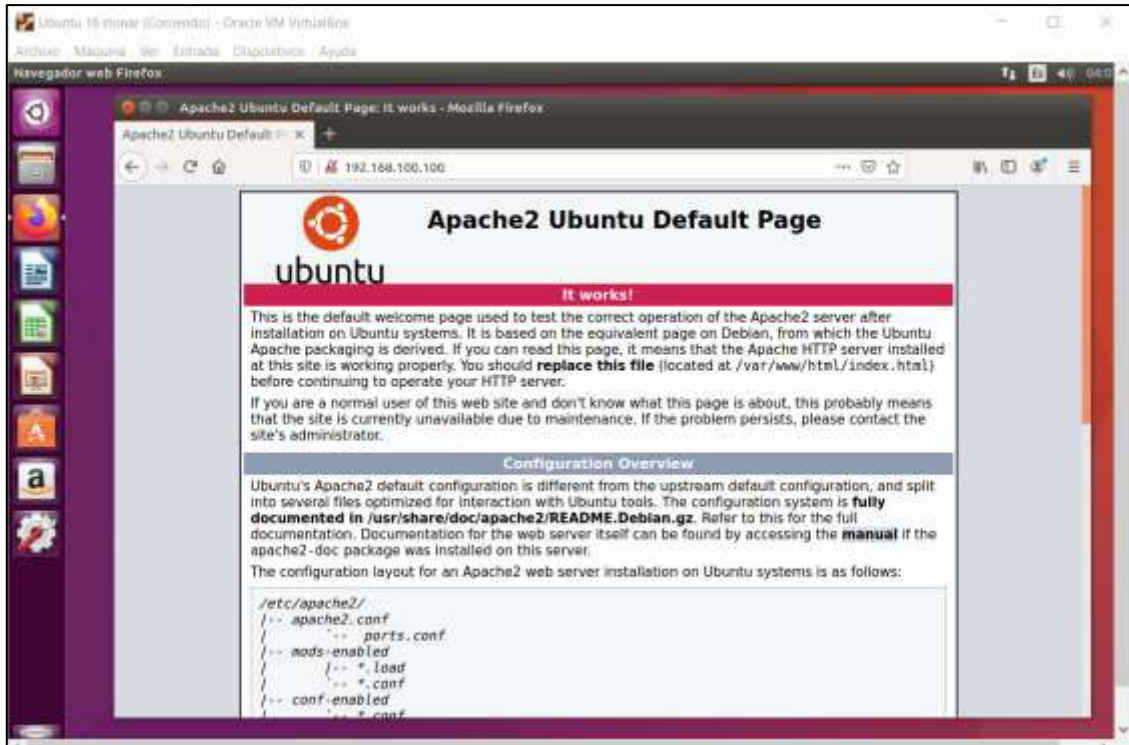 Ubuntu 16 clonar (Corriendo) - Oracle VM VirtualBox
Archivo Máquina Ver Entrada Dispositivos Ayuda
Navegador web Firefox
Apache2 Ubuntu Default Page: It works - Mozilla Firefox
Apache2 Ubuntu Default
192.168.100.100
Apache2 Ubuntu Default Page
ubuntu
It works!
This is the default welcome page used to test the correct operation of the Apache2 server after
installation on Ubuntu systems. It is based on the equivalent page on Debian, from which the Ubuntu
Apache packaging is derived. If you can read this page, it means that the Apache HTTP server installed
at this site is working properly. You should replace this file (located at /var/www/html/index.html)
before continuing to operate your HTTP server.
If you are a normal user of this web site and don't know what this page is about, this probably means
that the site is currently unavailable due to maintenance. If the problem persists, please contact the
site's administrator.
Configuration Overview
Ubuntu's Apache2 default configuration is different from the upstream default configuration, and split
into several files optimized for interaction with Ubuntu tools. The configuration system is fully
documented in /usr/share/doc/apache2/README.Debian.gz. Refer to this for the full
documentation. Documentation for the web server itself can be found by accessing the manual if the
apache2-doc package was installed on this server.
The configuration layout for an Apache2 web server installation on Ubuntu systems is as follows:
/etc/apache2/
|-- apache2.conf
| `-- ports.conf
|-- mods-enabled
| |-- *.load
| `-- *.conf
|-- conf-enabled
| `-- *.conf